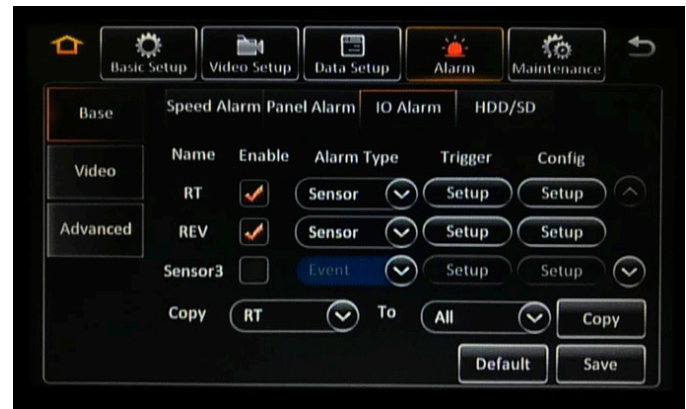 Basic Setup Video Setup Data Setup Alarm Maintenance
Base Speed Alarm Panel Alarm IO Alarm HDD/SD
Name Enable Alarm Type Trigger Config
Video
RT Sensor Setup Setup
Advanced REV Sensor Setup Setup
Sensor3 Event Setup Setup
Copy RT To All Copy
Default Save